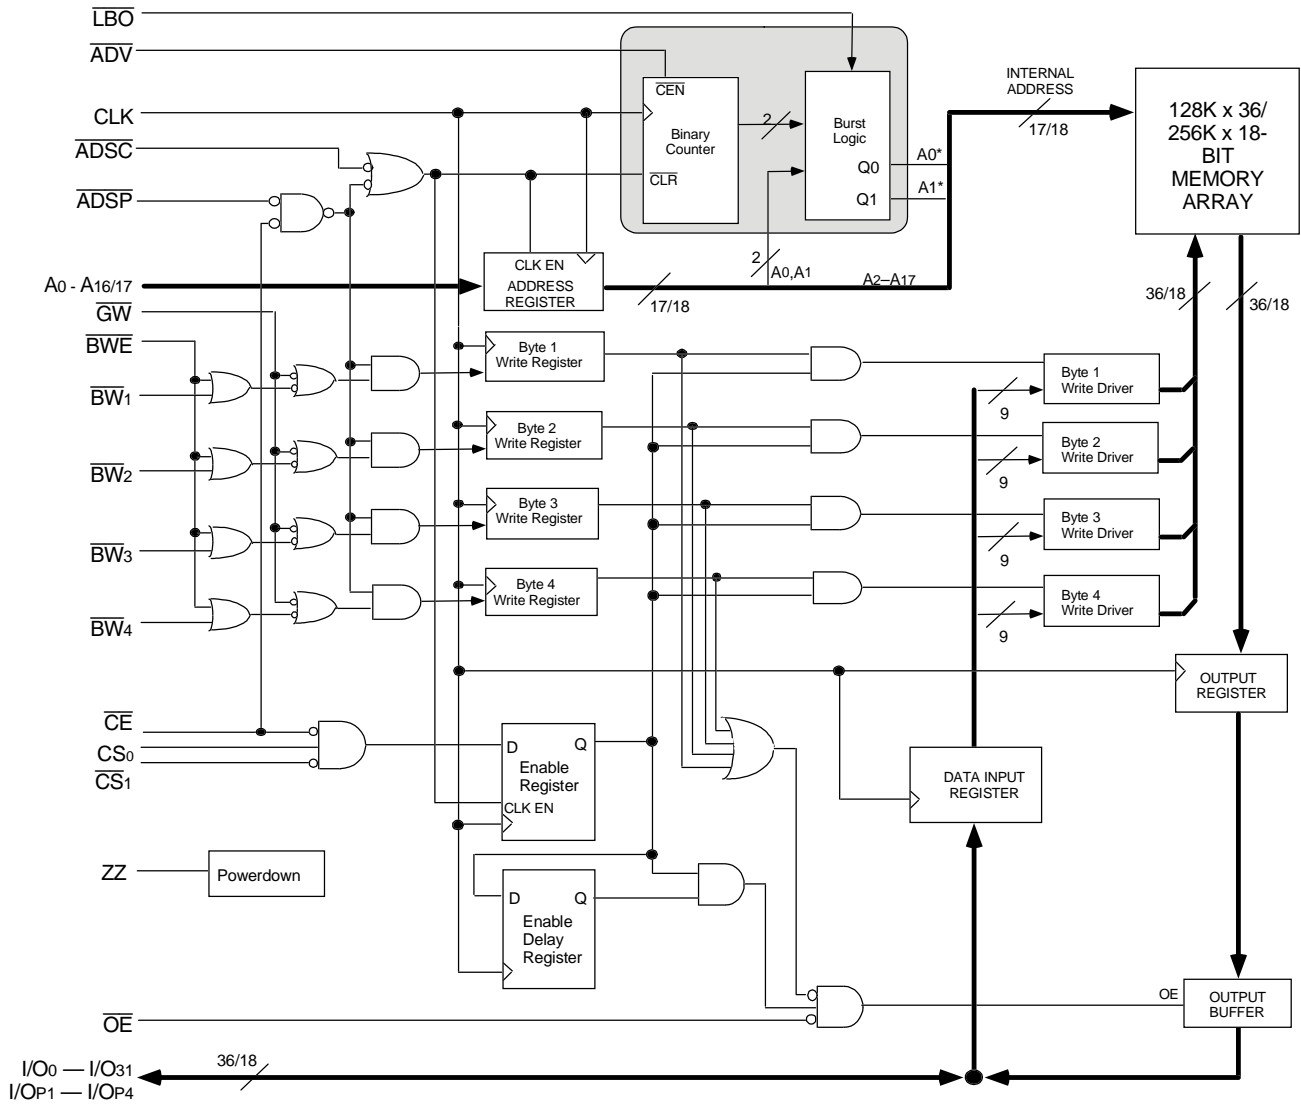 LBO
ADV
CLK
ADSC
ADSP
A0 - A16/17
GW
BWE
BW1
BW2
BW3
BW4
CE
CS0
CS1
ZZ
OE
I/O0 — I/O31
I/OP1 — I/OP4
CEN
Binary
Counter
CLR
2
Burst
Logic
Q0
Q1
A0*
A1*
2
A0,A1
A2–A17
INTERNAL
ADDRESS
17/18
128K x 36/
256K x 18-
BIT
MEMORY
ARRAY
CLK EN
ADDRESS
REGISTER
17/18
36/18
36/18
Byte 1
Write Register
Byte 2
Write Register
Byte 3
Write Register
Byte 4
Write Register
Byte 1
Write Driver
9
Byte 2
Write Driver
9
Byte 3
Write Driver
9
Byte 4
Write Driver
9
OUTPUT
REGISTER
D
Q
Enable
Register
CLK EN
DATA INPUT
REGISTER
Powerdown
D
Q
Enable
Delay
Register
OE
OUTPUT
BUFFER
36/18